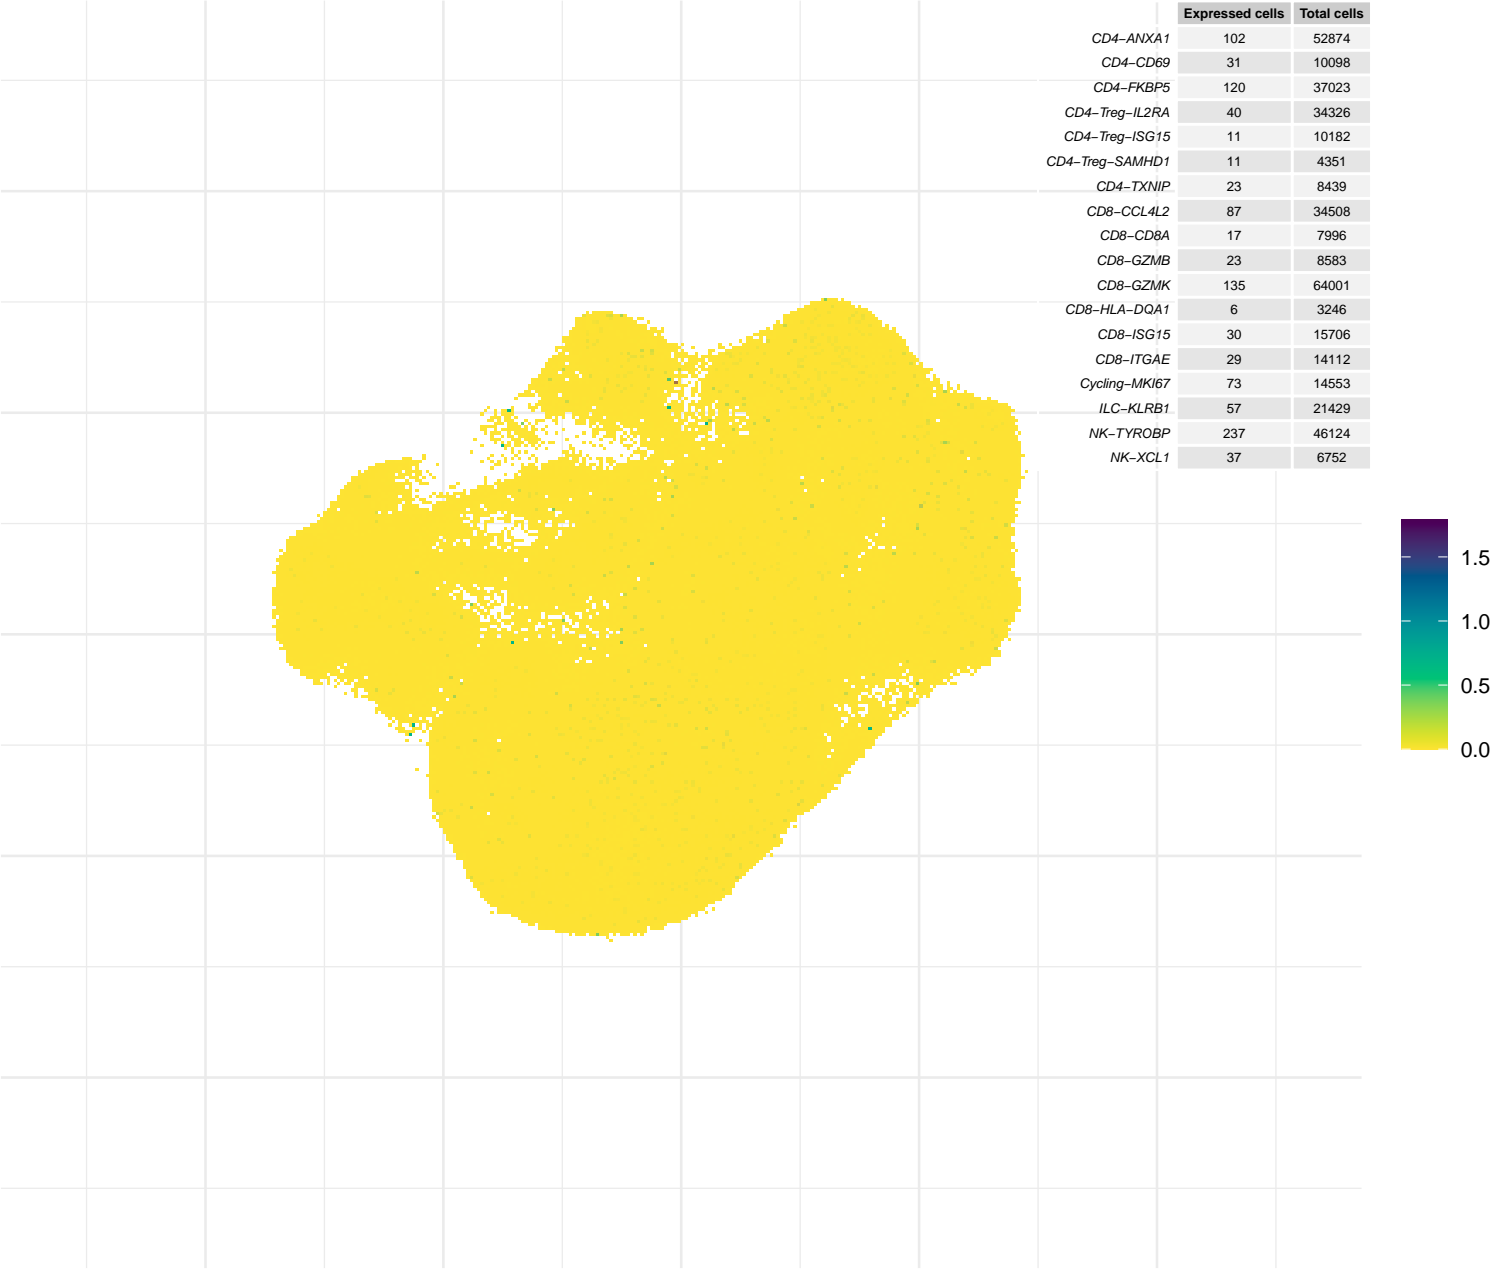 Expressed cells Total cells
CD4−ANXA1 102 52874
CD4−CD69 31 10098
CD4−FKBP5 120 37023
CD4−Treg−IL2RA 40 34326
CD4−Treg−ISG15 11 10182
CD4−Treg−SAMHD1 11 4351
CD4−TXNIP 23 8439
CD8−CCL4L2 87 34508
CD8−CD8A 17 7996
CD8−GZMB 23 8583
CD8−GZMK 135 64001
CD8−HLA−DQA1 6 3246
CD8−ISG15 30 15706
CD8−ITGAE 29 14112
Cycling−MKI67 73 14553
ILC−KLRB1 57 21429
NK−TYROBP 237 46124
NK−XCL1 37 6752
1.5
1.0
0.5
0.0